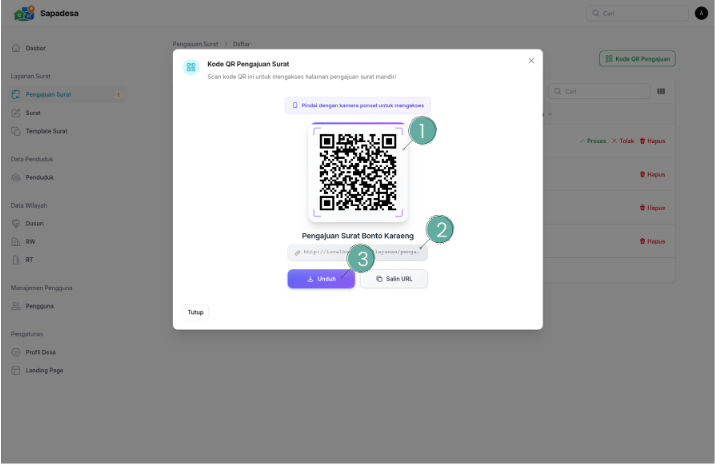 Sapadesa
Cari
A
Dasbor
Layanan Surat
Pengajuan Surat
Surat
Template Surat
Data Penduduk
Penduduk
Data Wilayah
Dusun
RW
RT
Manajemen Pengguna
Pengguna
Pengaturan
Profil Desa
Landing Page
Pengajuan Surat > Daftar
Kode QR Pengajuan
Cari
Proses Tolak Hapus
Hapus
Hapus
Hapus
Kode QR Pengajuan Surat
Scan kode QR ini untuk mengakses halaman pengajuan surat mandiri
Pindai dengan kamera ponsel untuk mengakses
1
Pengajuan Surat Bonto Karaeng
2
3
Unduh
Salin URL
Tutup